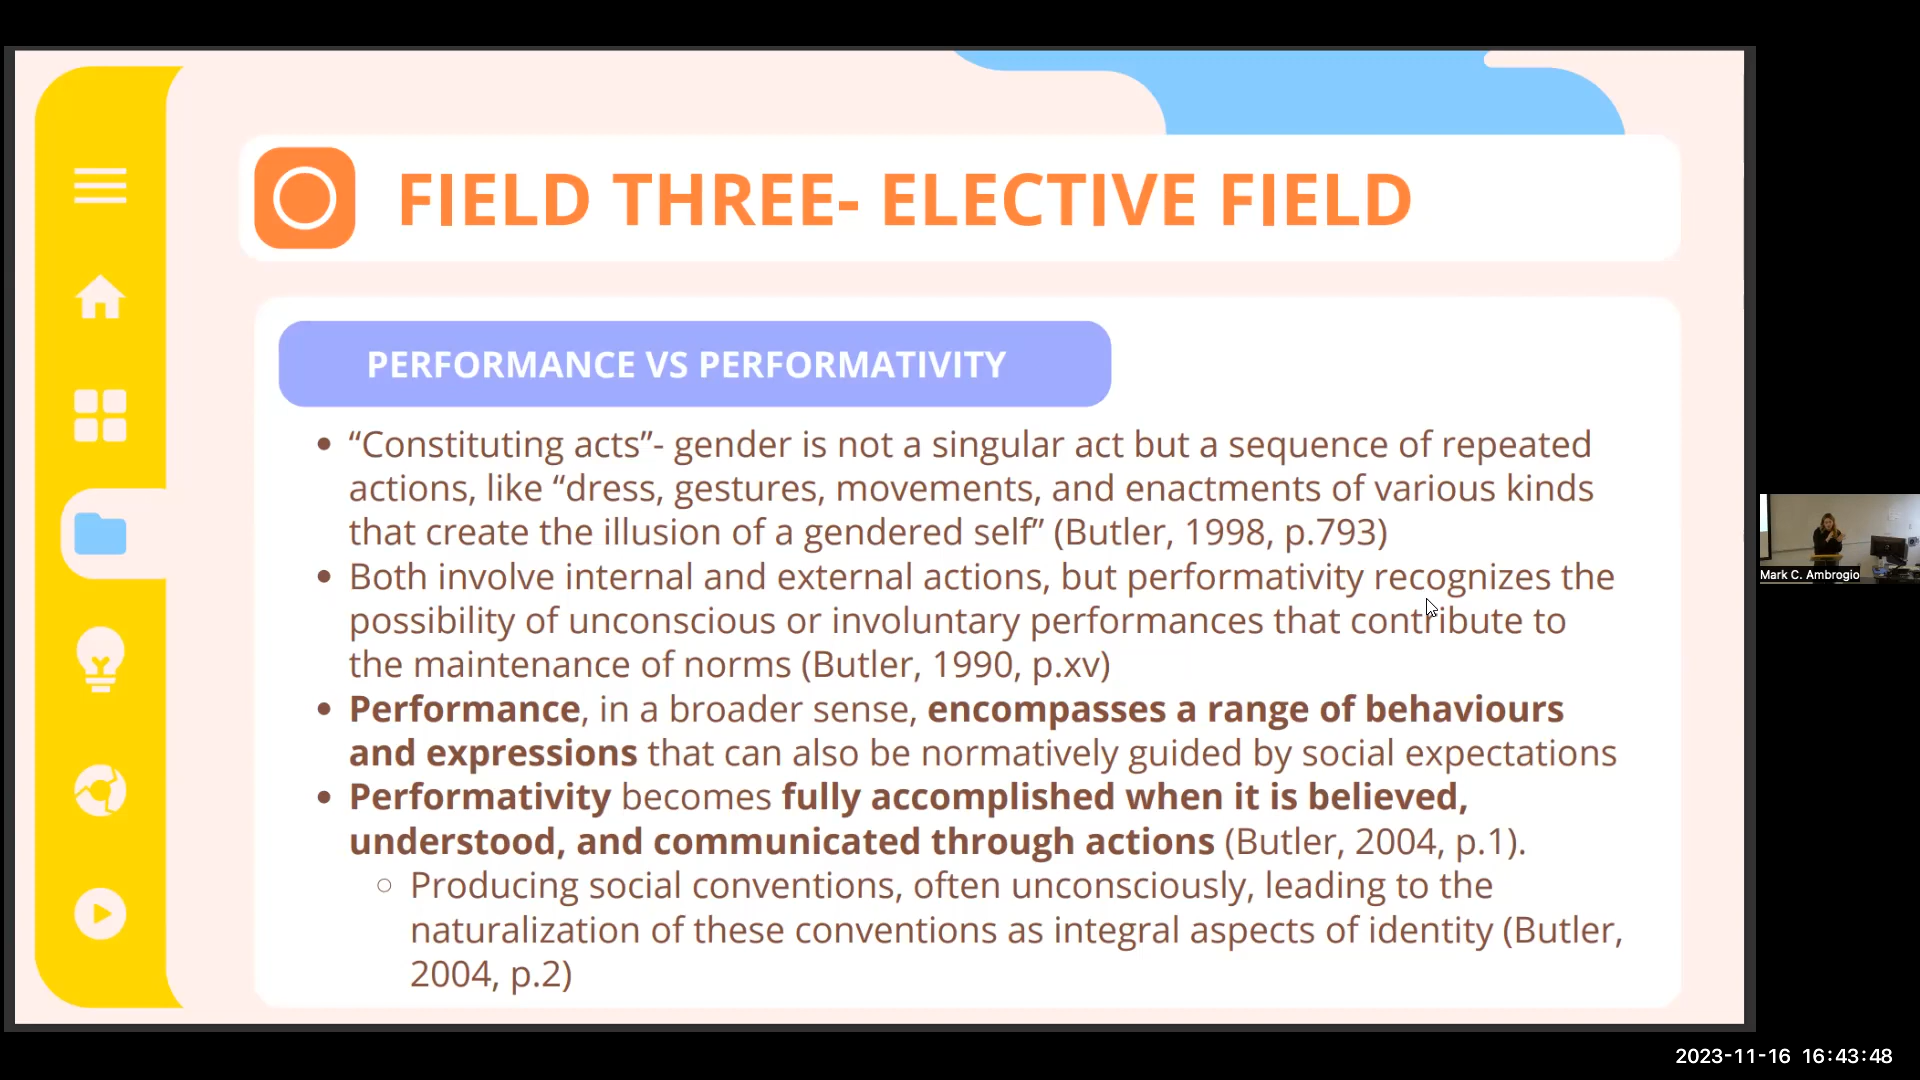 FIELD THREE- ELECTIVE FIELD
PERFORMANCE VS PERFORMATIVITY
• “Constituting acts”- gender is not a singular act but a sequence of repeated
actions, like “dress, gestures, movements, and enactments of various kinds
that create the illusion of a gendered self” (Butler, 1998, p.793)
• Both involve internal and external actions, but performativity recognizes the
possibility of unconscious or involuntary performances that contribute to
the maintenance of norms (Butler, 1990, p.xv)
• Performance, in a broader sense, encompasses a range of behaviours
and expressions that can also be normatively guided by social expectations
• Performativity becomes fully accomplished when it is believed,
understood, and communicated through actions (Butler, 2004, p.1).
○ Producing social conventions, often unconsciously, leading to the
naturalization of these conventions as integral aspects of identity (Butler,
2004, p.2)
Mark C. Ambrogio
2023-11-16 16:43:48